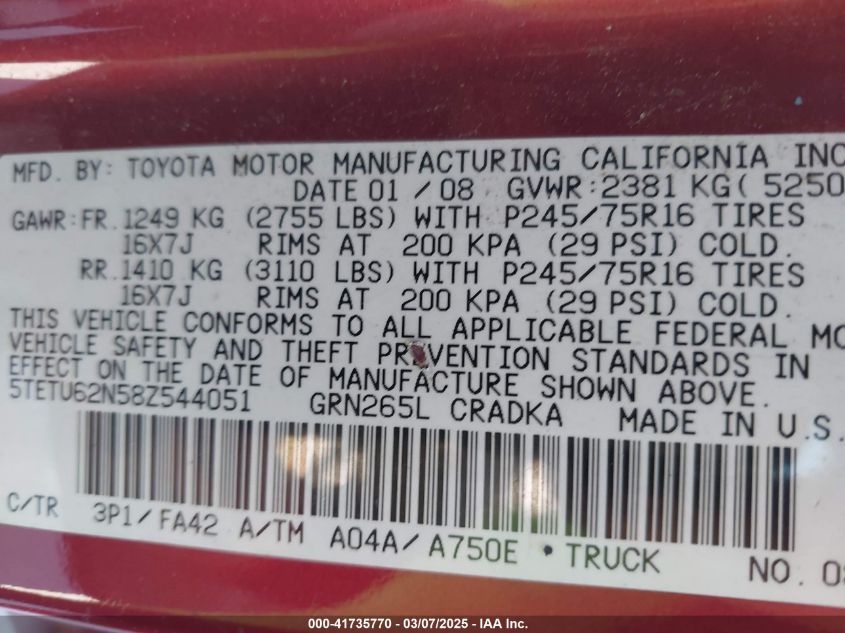 MFD. BY: TOYOTA MOTOR MANUFACTURING CALIFORNIA INC
DATE 01 / 08 GVWR: 2381 KG( 5250
GAWR: FR. 1249 KG (2755 LBS) WITH P245/75R16 TIRES
16X7J RIMS AT 200 KPA (29 PSI) COLD.
RR. 1410 KG (3110 LBS) WITH P245/75R16 TIRES
16X7J RIMS AT 200 KPA (29 PSI) COLD.
THIS VEHICLE CONFORMS TO ALL APPLICABLE FEDERAL MO
VEHICLE SAFETY AND THEFT PREVENTION STANDARDS IN
EFFECT ON THE DATE OF MANUFACTURE SHOWN ABOVE.
5TETU62N58Z544051 GRN265L CRADKA MADE IN U.S.
C/TR 3P1/ FA42 A/TM A04A/ A750E • TRUCK NO. 08
000-41735770 - 03/07/2025 - IAA Inc.